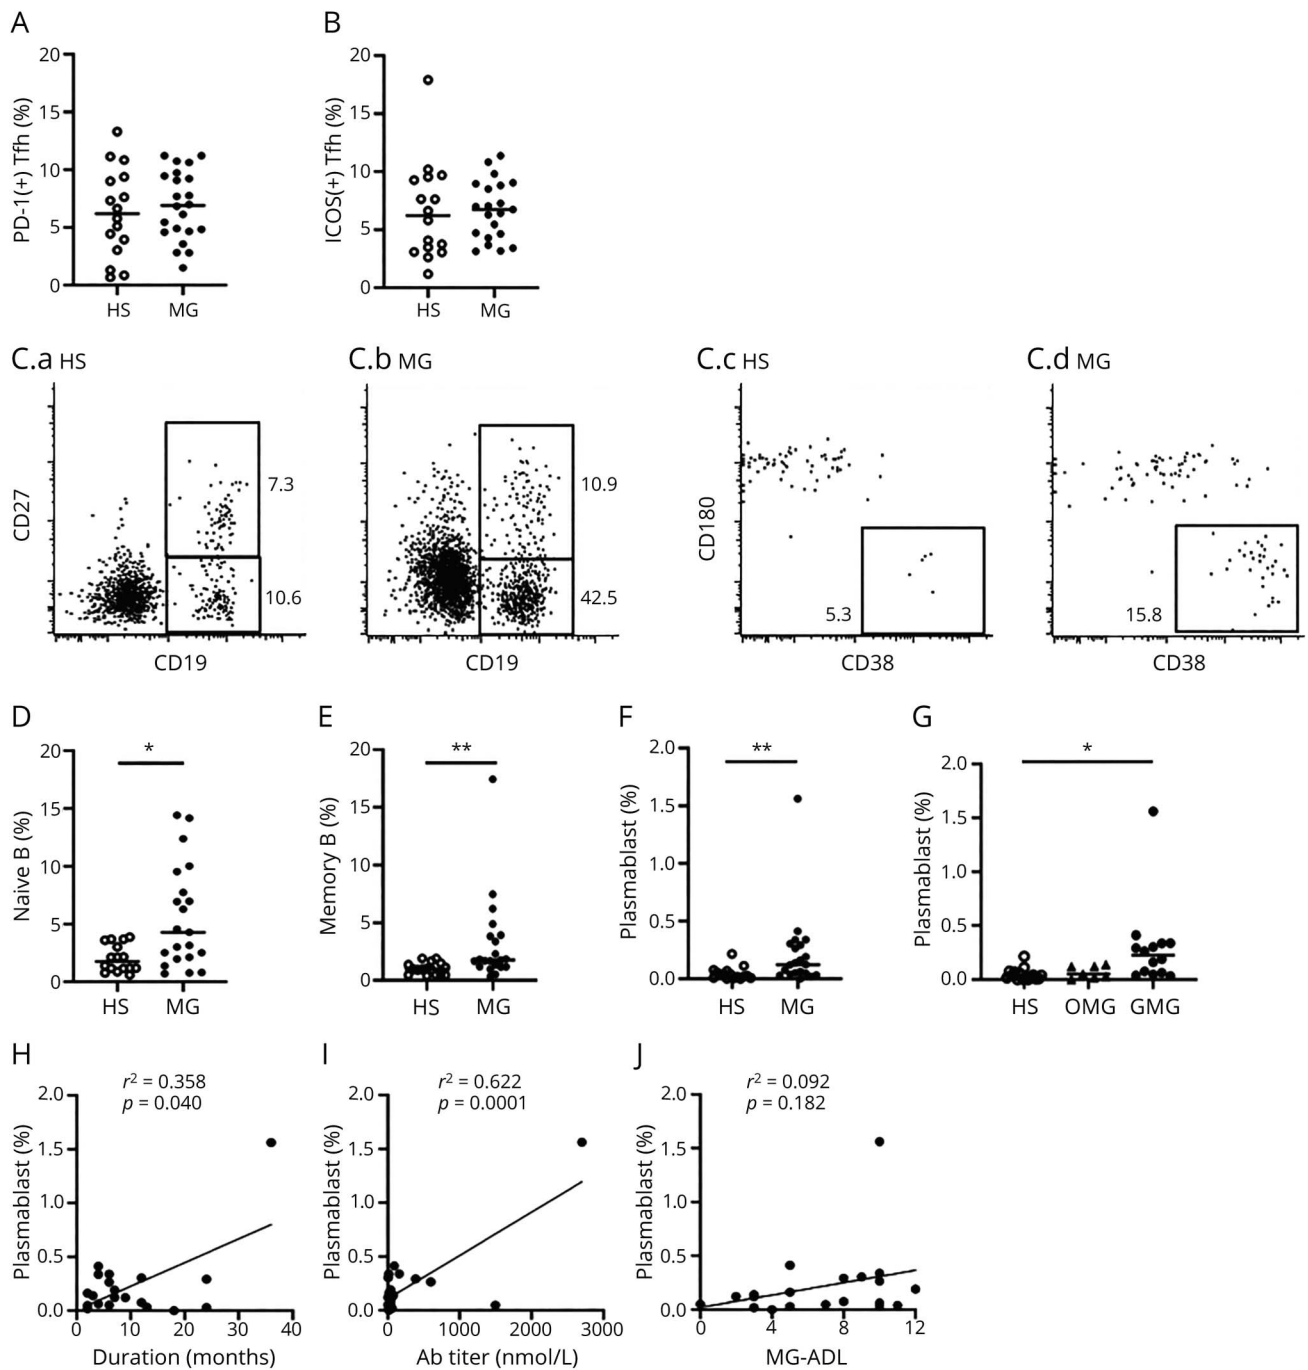 A
B
20
15
10
5
0
PD-1(+) Tfh (%)
HS
MG
20
15
10
5
0
ICOS(+) Tfh (%)
HS
MG
C.a HS
C.b MG
C.c HS
C.d MG
CD27
7.3
10.6
CD19
10.9
42.5
CD19
CD180
5.3
CD38
15.8
CD38
D
E
F
G
20
15
10
5
0
Naive B (%)
*
HS
MG
20
15
10
5
0
Memory B (%)
**
HS
MG
2.0
1.5
1.0
0.5
0.0
Plasmablast (%)
**
HS
MG
2.0
1.5
1.0
0.5
0.0
Plasmablast (%)
*
HS
OMG
GMG
H
I
J
r² = 0.358
p = 0.040
2.0
1.5
1.0
0.5
0.0
Plasmablast (%)
0 10 20 30 40
Duration (months)
r² = 0.622
p = 0.0001
2.0
1.5
1.0
0.5
0.0
Plasmablast (%)
0 1000 2000 3000
Ab titer (nmol/L)
r² = 0.092
p = 0.182
2.0
1.5
1.0
0.5
0.0
Plasmablast (%)
0 4 8 12
MG-ADL